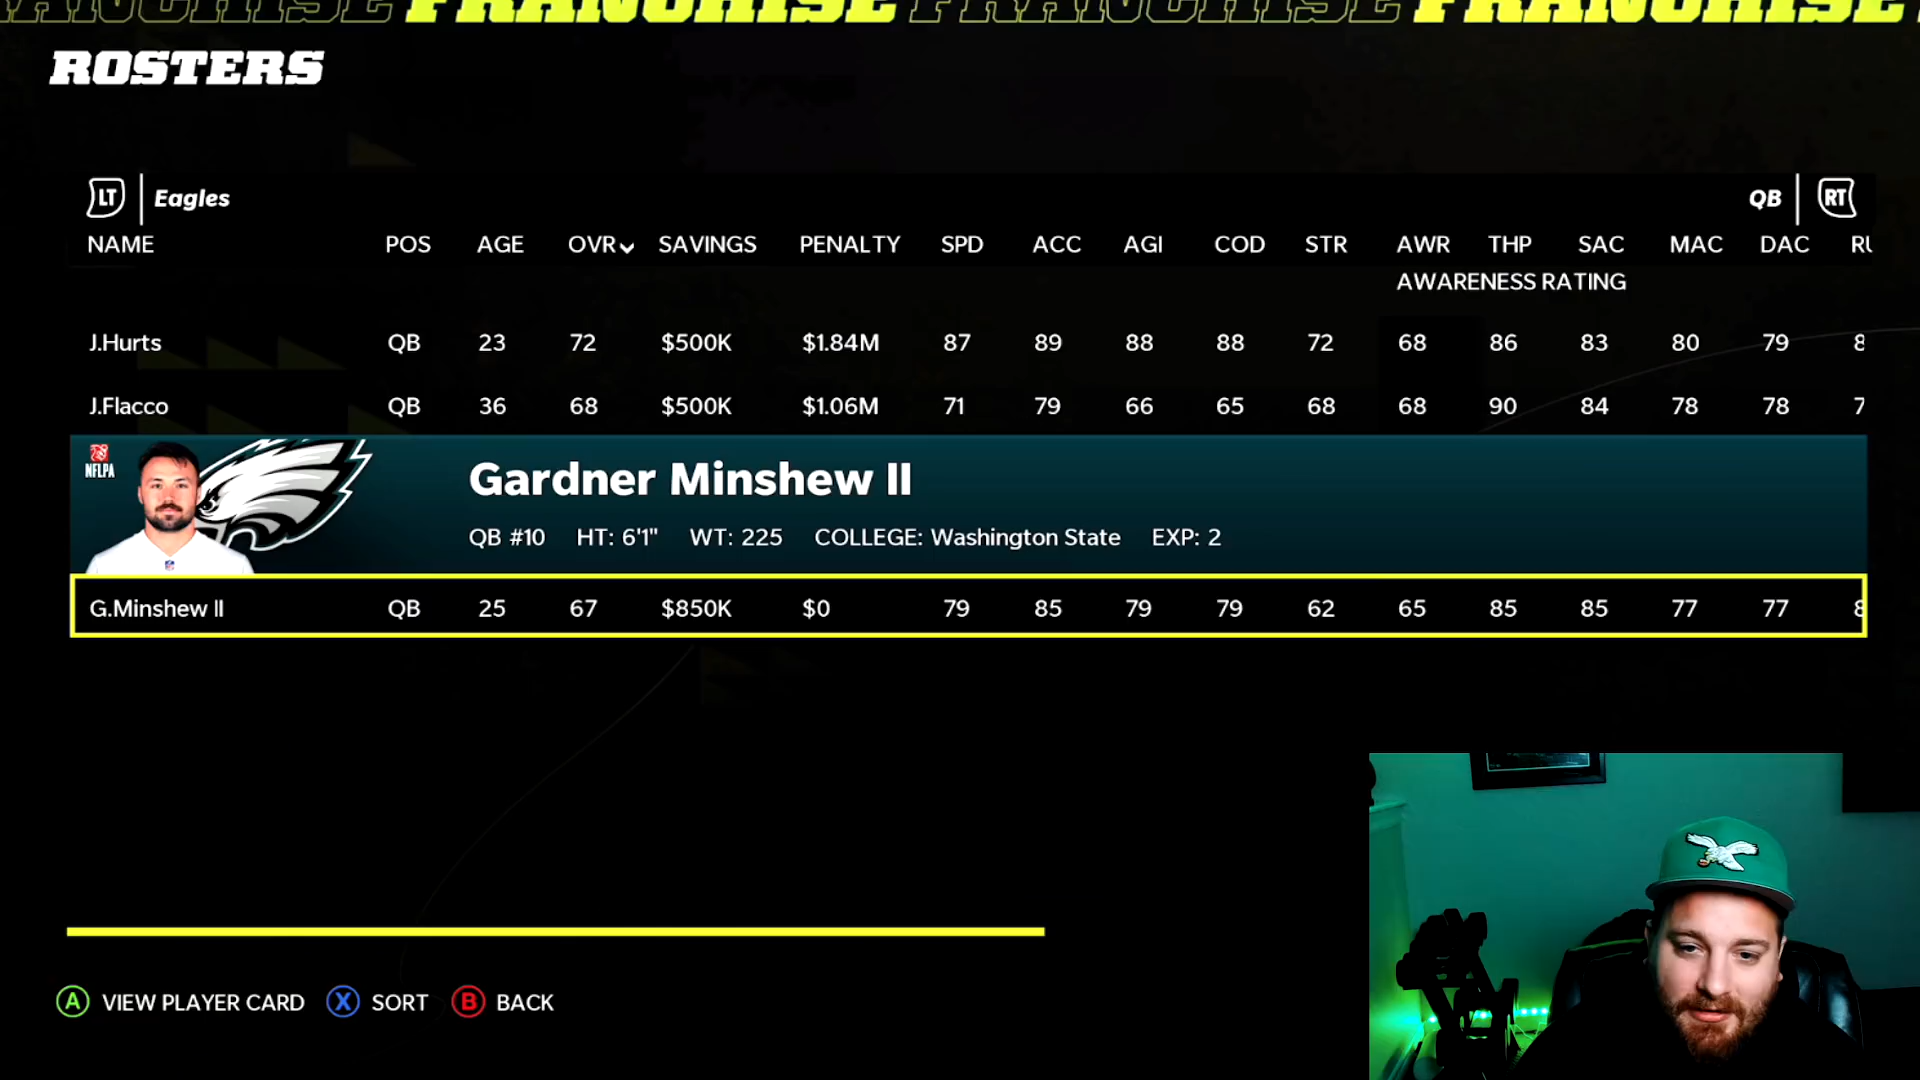 FRANCHISE FRANCHISE FRANCHISE FRANCHISE
ROSTERS
LT Eagles QB RT
NAME POS AGE OVR SAVINGS PENALTY SPD ACC AGI COD STR AWR THP SAC MAC DAC
AWARENESS RATING
J.Hurts QB 23 72 $500K $1.84M 87 89 88 88 72 68 86 83 80 79
J.Flacco QB 36 68 $500K $1.06M 71 79 66 65 68 68 90 84 78 78
NFLPA
Gardner Minshew II
QB #10 HT: 6'1" WT: 225 COLLEGE: Washington State EXP: 2
G.Minshew II QB 25 67 $850K $0 79 85 79 79 62 65 85 85 77 77
A VIEW PLAYER CARD X SORT B BACK